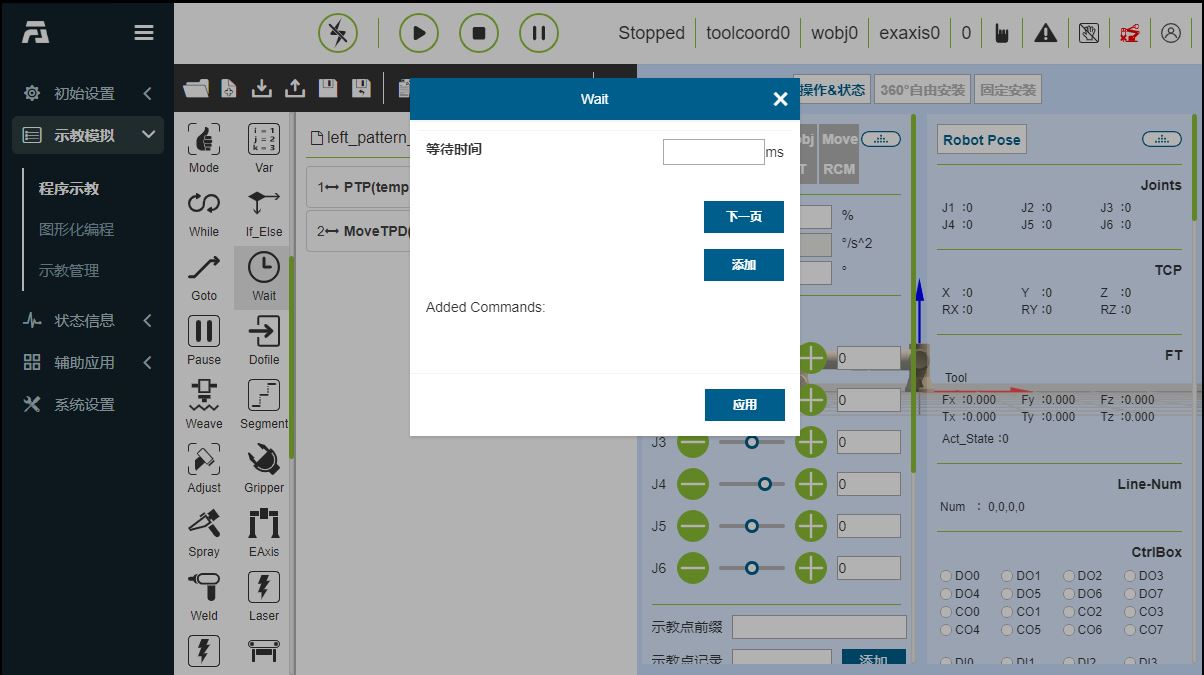 Stopped
toolcoord0
wobj0
exaxis0
0
初始设置
示教模拟
程序示教
图形化编程
示教管理
状态信息
辅助应用
系统设置
Mode
Var
While
If_Else
Goto
Wait
Pause
Dofile
Weave
Segment
Adjust
Gripper
Spray
EAxis
Weld
Laser
i = 1
j = 2
k = 3
left_pattern_
1 PTP(temp
2 MoveTPD(
Wait
等待时间
ms
下一页
添加
Added Commands:
应用
操作&状态
360°自由安装
固定安装
bj
Move
T
RCM
%
°/s^2
°
0
0
J3
0
J4
0
J5
0
J6
0
示教点前缀
示教点记录
添加
Robot Pose
Joints
J1 :0 J2 :0 J3 :0
J4 :0 J5 :0 J6 :0
TCP
X :0 Y :0 Z :0
RX :0 RY :0 RZ :0
FT
Tool
Fx :0.000 Fy :0.000 Fz :0.000
Tx :0.000 Ty :0.000 Tz :0.000
Act_State :0
Line-Num
Num : 0,0,0,0
CtrlBox
DO0 DO1 DO2 DO3
DO4 DO5 DO6 DO7
CO0 CO1 CO2 CO3
CO4 CO5 CO6 CO7
DI0 DI1 DI2 DI3